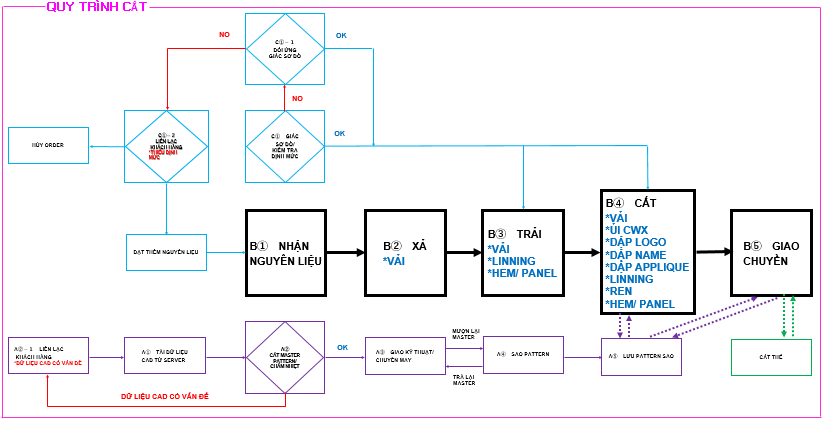 QUY TRÌNH CẮT
NO
C①– 1
ĐỐI ỨNG
GIÁC SƠ ĐỒ
OK
NO
HỦY ORDER
C①– 2
LIÊN LẠC
KHÁCH HÀNG
*THIẾU ĐỊNH
MỨC
C① GIÁC
SƠ ĐỒ/
KIỂM TRA
ĐỊNH MỨC
OK
ĐẶT THÊM NGUYÊN LIỆU
B① NHẬN
NGUYÊN LIỆU
B② XẢ
*VẢI
B③ TRẢI
*VẢI
*LINNING
*HEM/ PANEL
B④ CẮT
*VẢI
*ỦI CWX
*DẬP LOGO
*DẬP NAME
*DẬP APPLIQUE
*LINNING
*REN
*HEM/ PANEL
B⑤ GIAO
CHUYỀN
A②– 1 LIÊN LẠC
KHÁCH HÀNG
*DỮ LIỆU CAD CÓ VẤN ĐỀ
A① TẢI DỮ LIỆU
CAD TỪ SERVER
A②
CẮT MASTER
PATTERN/
CHẤM NHIỆT
OK
A③ GIAO KỸ THUẬT/
CHUYỀN MAY
MƯỢN LẠI
MASTER
TRẢ LẠI
MASTER
A④ SAO PATTERN
A⑤ LƯU PATTERN SAO
CẮT THẾ
DỮ LIỆU CAD CÓ VẤN ĐỀ